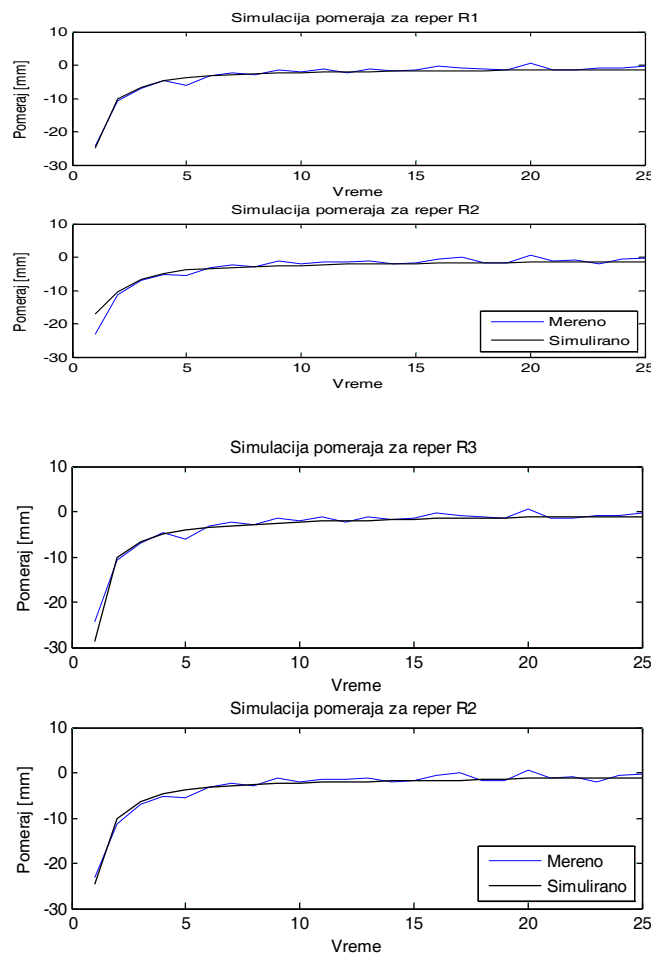 Simulacija pomeraja za reper R1
Pomeraj [mm]
10
0
-10
-20
-30
0 5 10 15 20 25
Vreme
Simulacija pomeraja za reper R2
Pomeraj [mm]
10
0
-10
-20
-30
Mereno
Simulirano
0 5 10 15 20 25
Vreme
Simulacija pomeraja za reper R3
Pomeraj [mm]
10
0
-10
-20
-30
0 5 10 15 20 25
Vreme
Simulacija pomeraja za reper R2
Pomeraj [mm]
10
0
-10
-20
-30
Mereno
Simulirano
0 5 10 15 20 25
Vreme